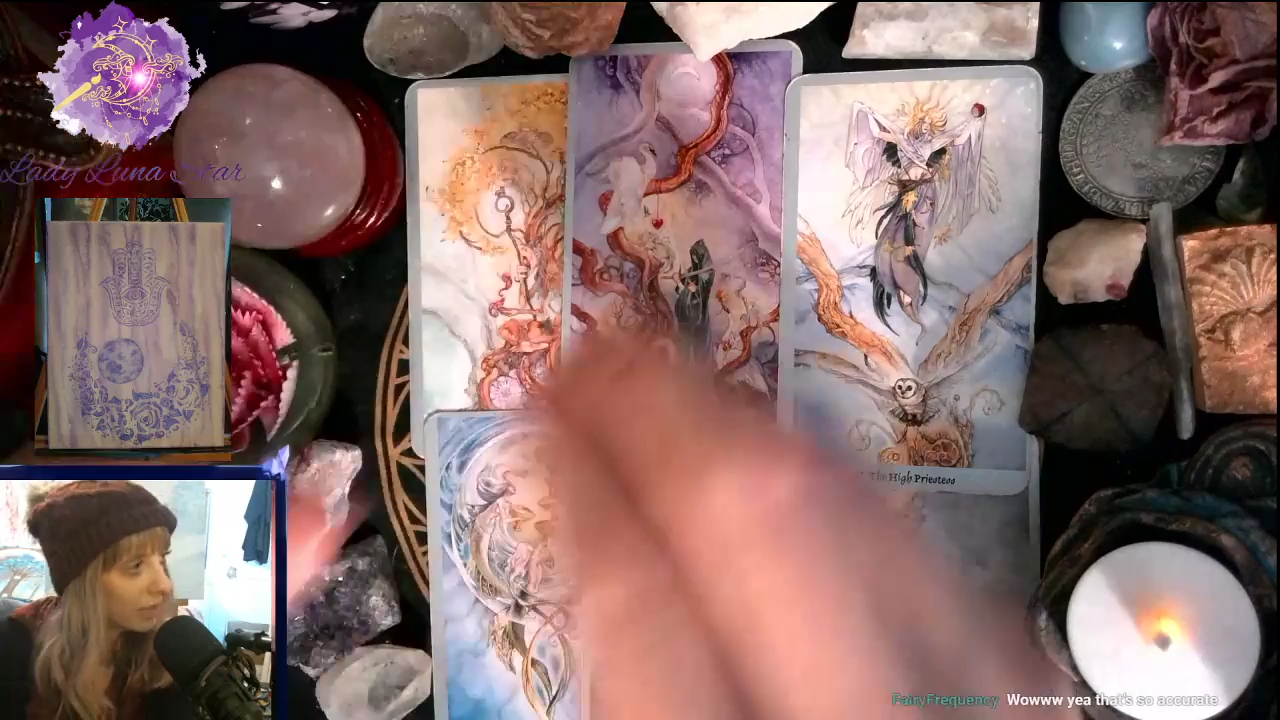 Lady Luna Star
The High Priestess
FairyFrequency Wowww yea that's so accurate